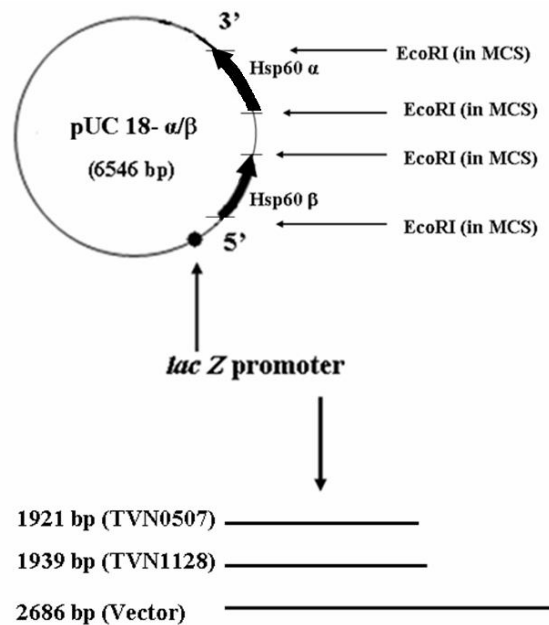 3’
EcoRI (in MCS)
Hsp60 α
EcoRI (in MCS)
pUC 18- α/β
(6546 bp)
EcoRI (in MCS)
Hsp60 β
EcoRI (in MCS)
5’
lac Z promoter
1921 bp (TVN0507)
1939 bp (TVN1128)
2686 bp (Vector)